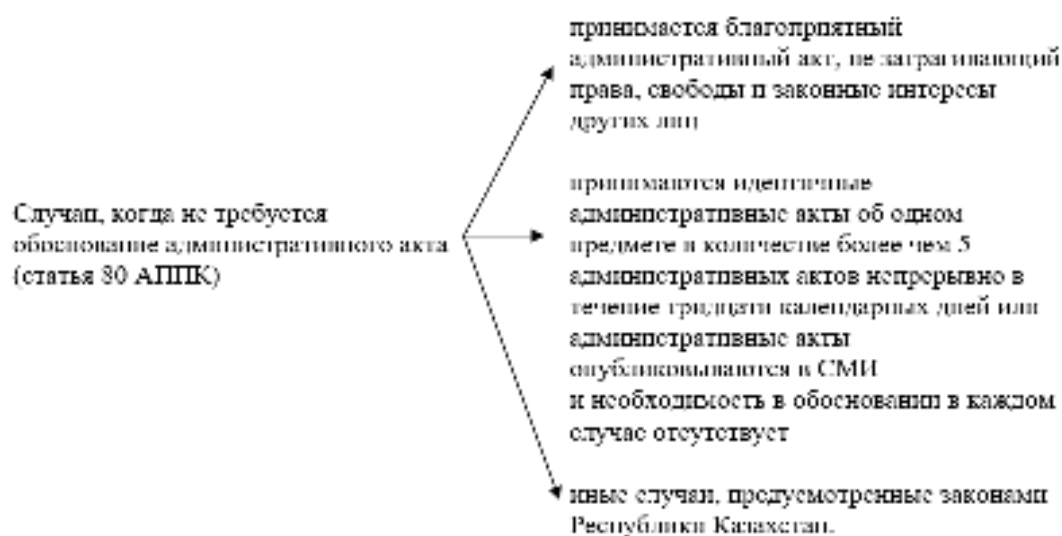 Случаи, когда не требуется
обоснование административного акта
(статья 80 АППК)
принимается благоприятный
административный акт, не затрагивающий
права, свободы и законные интересы
других лиц
принимаются идентичные
административные акты об одном
предмете в количестве более чем 5
административных актов непрерывно в
течение тридцати календарных дней или
административные акты
опубликовываются в СМИ
и необходимость в обосновании в каждом
случае отсутствует
иные случаи, предусмотренные законами
Республики Казахстан.